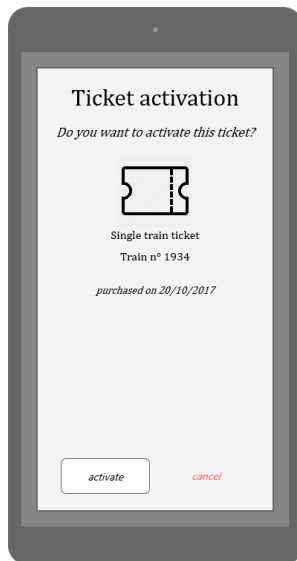 Ticket activation
Do you want to activate this ticket?
Single train ticket
Train n° 1934
purchased on 20/10/2017
activate cancel